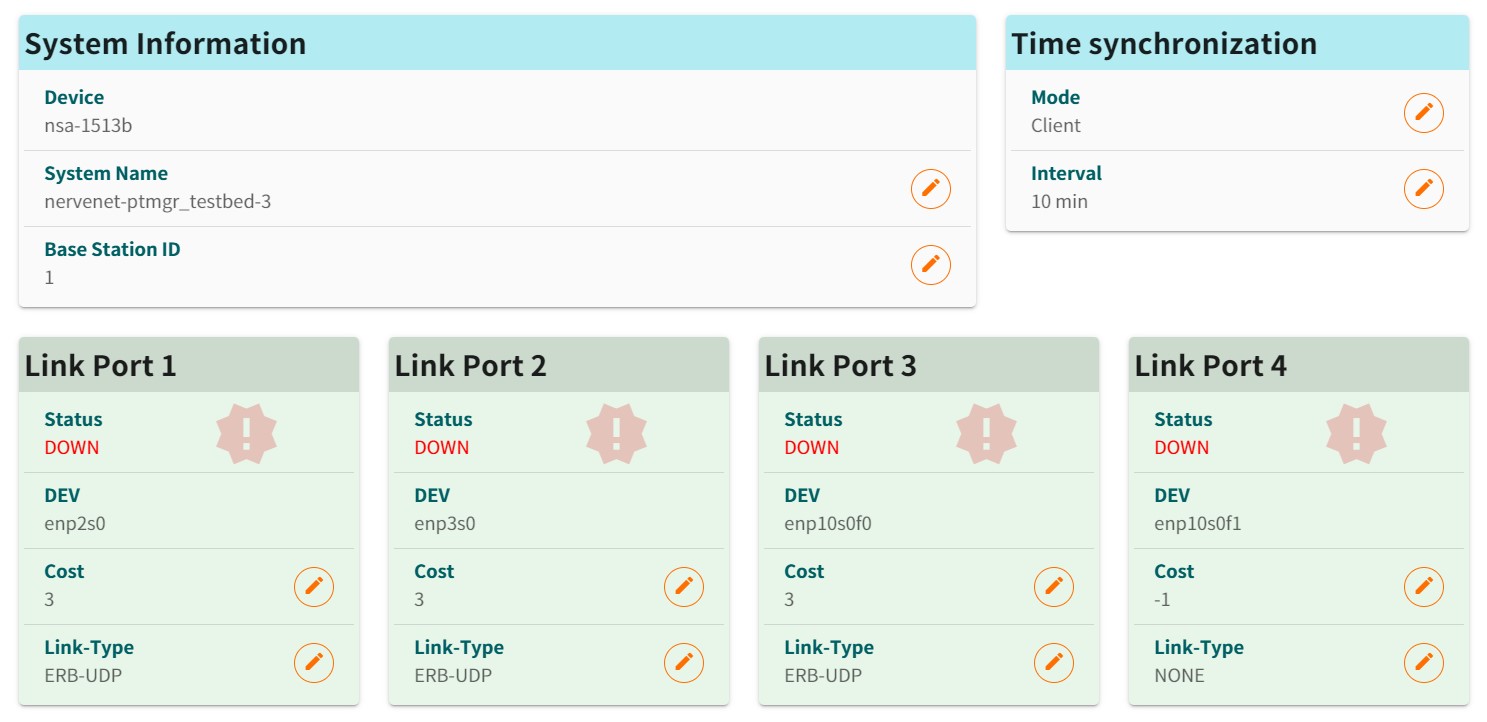 System Information
Device
nsa-1513b
System Name
nervenet-ptmgr_testbed-3
Base Station ID
1
Time synchronization
Mode
Client
Interval
10 min
Link Port 1
Status
DOWN
DEV
enp2s0
Cost
3
Link-Type
ERB-UDP
Link Port 2
Status
DOWN
DEV
enp3s0
Cost
3
Link-Type
ERB-UDP
Link Port 3
Status
DOWN
DEV
enp10s0f0
Cost
3
Link-Type
ERB-UDP
Link Port 4
Status
DOWN
DEV
enp10s0f1
Cost
-1
Link-Type
NONE